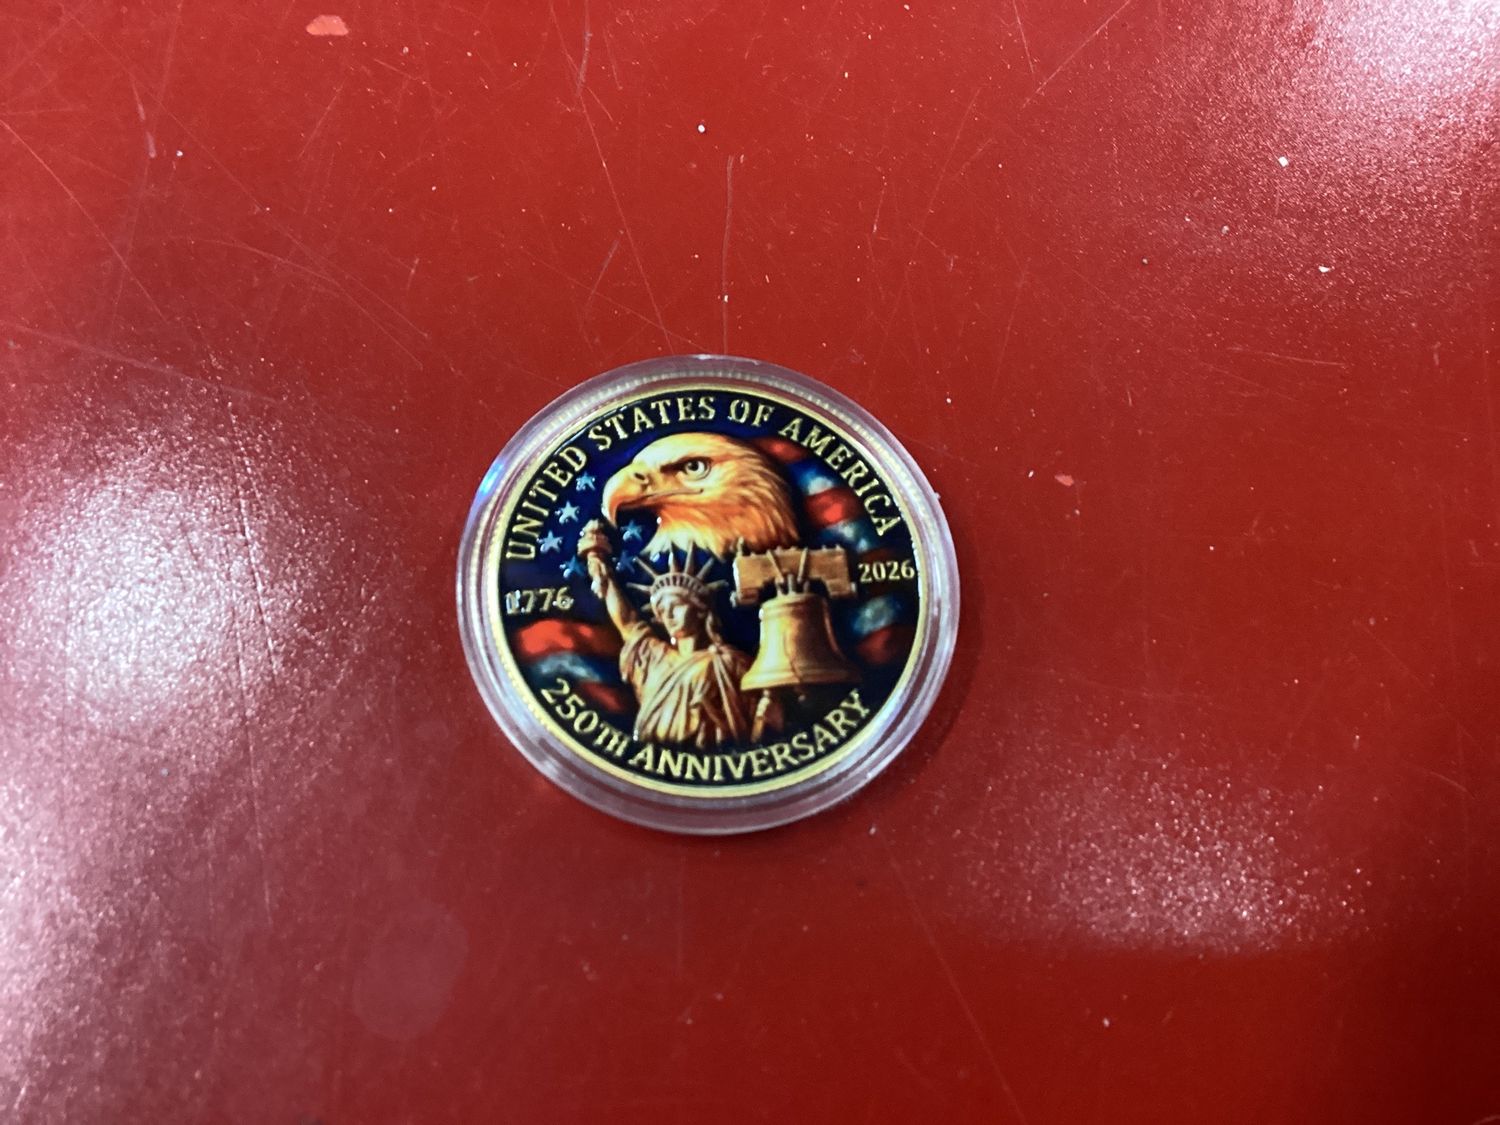 UNITED STATES OF AMERICA
1776
2026
250TH ANNIVERSARY